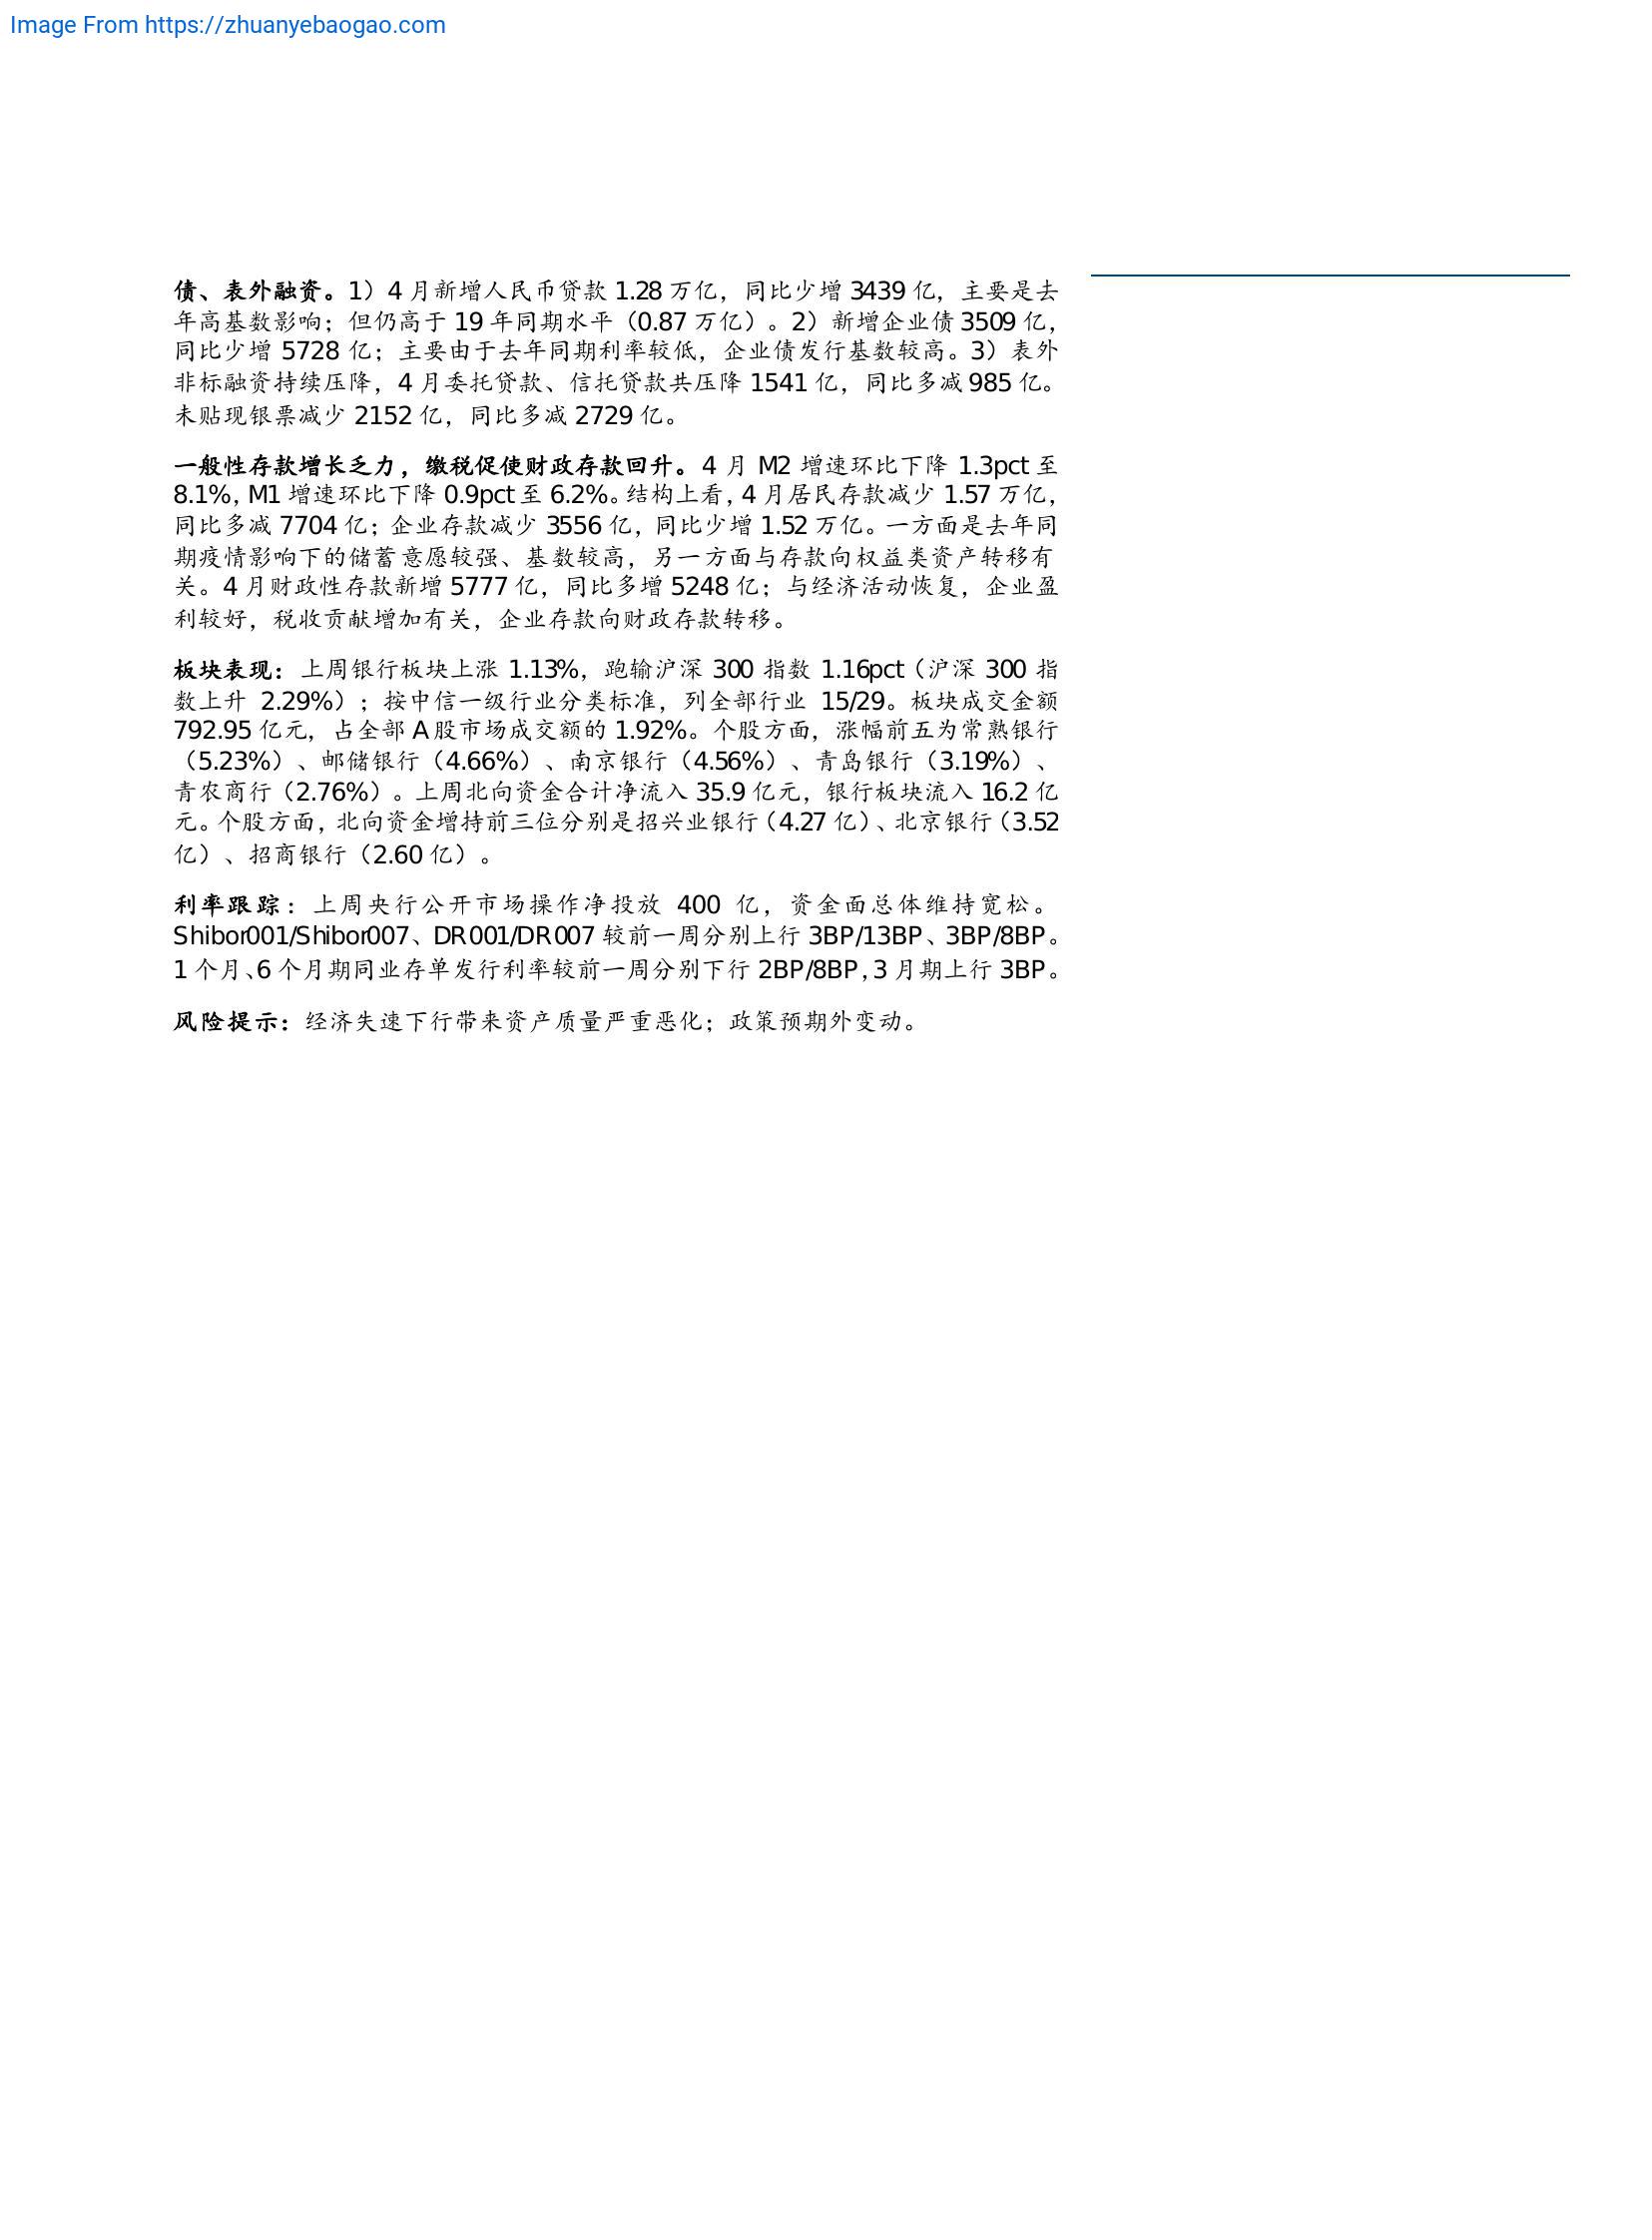 Image From https://zhuanyebaogao.com
债、表外融资。1）4 月新增人民币贷款 1.28 万亿，同比少增 3439 亿，主要是去
年高基数影响；但仍高于 19 年同期水平（0.87 万亿）。2）新增企业债 3509 亿，
同比少增 5728 亿；主要由于去年同期利率较低，企业债发行基数较高。3）表外
非标融资持续压降，4 月委托贷款、信托贷款共压降 1541 亿，同比多减 985 亿。
未贴现银票减少 2152 亿，同比多减 2729 亿。
一般性存款增长乏力，缴税促使财政存款回升。4 月 M2 增速环比下降 1.3pct 至
8.1%，M1 增速环比下降 0.9pct 至 6.2%。结构上看，4 月居民存款减少 1.57 万亿，
同比多减 7704 亿；企业存款减少 3556 亿，同比少增 1.52 万亿。一方面是去年同
期疫情影响下的储蓄意愿较强、基数较高，另一方面与存款向权益类资产转移有
关。4 月财政性存款新增 5777 亿，同比多增 5248 亿；与经济活动恢复，企业盈
利较好，税收贡献增加有关，企业存款向财政存款转移。
板块表现：上周银行板块上涨 1.13%，跑输沪深 300 指数 1.16pct（沪深 300 指
数上升 2.29%）；按中信一级行业分类标准，列全部行业 15/29。板块成交金额
792.95 亿元，占全部 A 股市场成交额的 1.92%。个股方面，涨幅前五为常熟银行
（5.23%）、邮储银行（4.66%）、南京银行（4.56%）、青岛银行（3.19%）、
青农商行（2.76%）。上周北向资金合计净流入 35.9 亿元，银行板块流入 16.2 亿
元。个股方面，北向资金增持前三位分别是招兴业银行（4.27 亿）、北京银行（3.52
亿）、招商银行（2.60 亿）。
利率跟踪：上周央行公开市场操作净投放 400 亿，资金面总体维持宽松。
Shibor001/Shibor007、DR001/DR007 较前一周分别上行 3BP/13BP、3BP/8BP。
1 个月、6 个月期同业存单发行利率较前一周分别下行 2BP/8BP，3 月期上行 3BP。
风险提示：经济失速下行带来资产质量严重恶化；政策预期外变动。